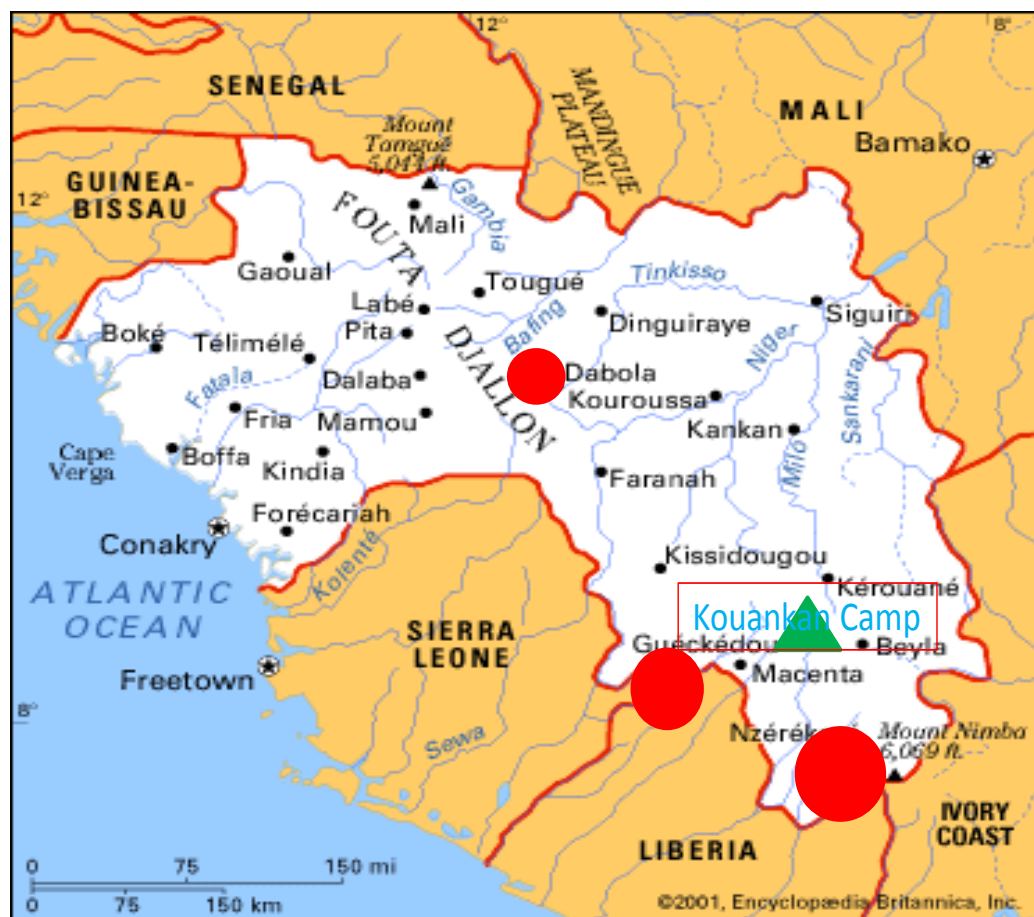 12°
8°
SENEGAL
MANDINGUE
PLATEAU
MALI
Mount
Tamgué
5,044 ft.
Bamako
GUINEA-
BISSAU
12°
Gambie
FOUTA
Mali
Gaoual
Tougué
Tinkisso
Labé
Siguiri
Boké
Pita
Bafing
Dinguiraye
Télimélé
DJALLON
Niger
Sankarani
Fatala
Dalaba
Dabola
Kouroussa
Fria
Mamou
Kankan
Cape
Verga
Boffa
Kindia
Milo
Faranah
Forécariah
Conakry
Kolenté
Kissidougou
Kérouané
ATLANTIC
OCEAN
Kouankan Camp
SIERRA
LEONE
Beyla
Freetown
Macenta
8°
Sewa
Mount Nimba
6,069 ft.
IVORY
COAST
LIBERIA
0 75 150 mi
0 75 150 km
©2001, Encyclopædia Britannica, Inc.